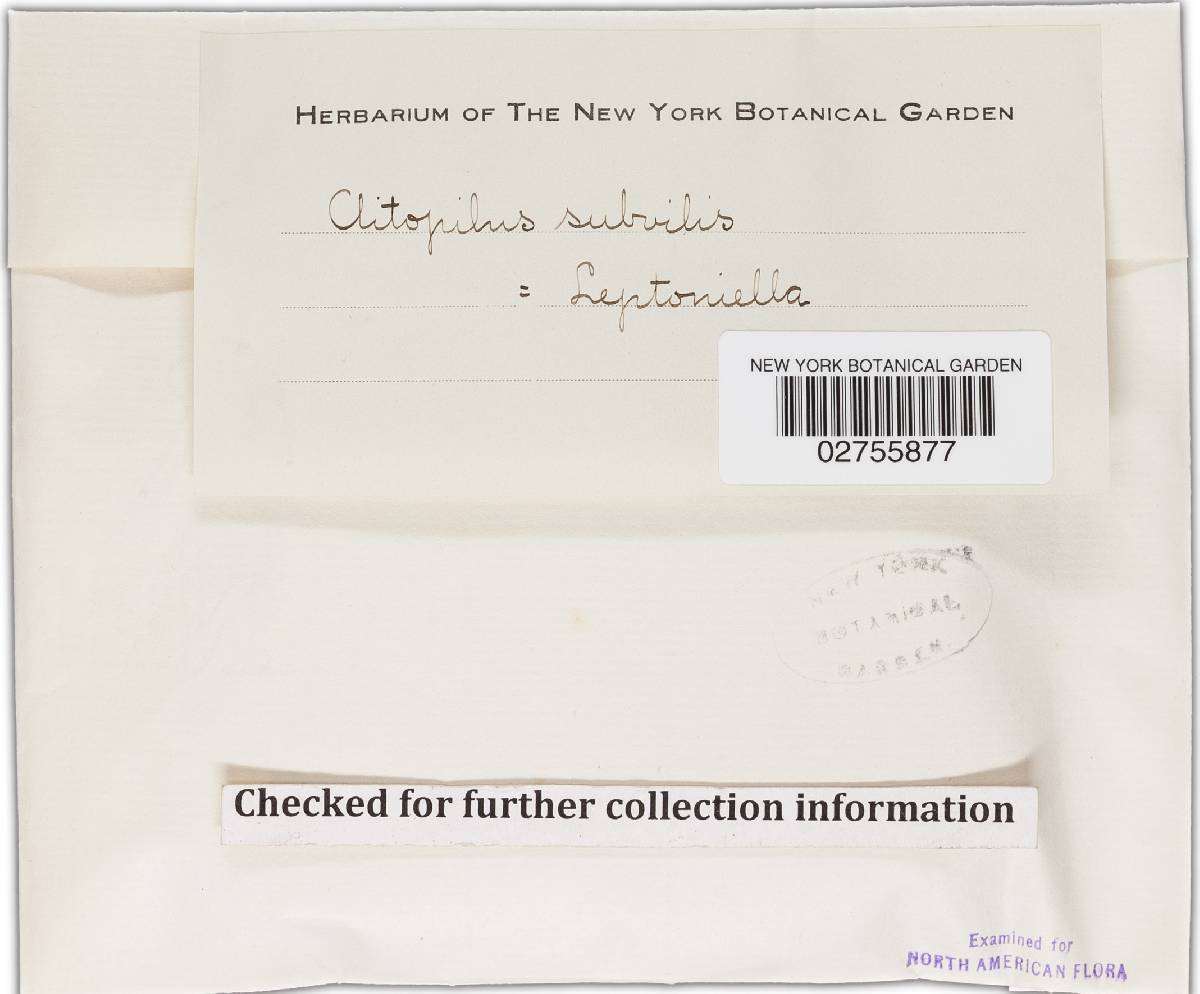 HERBARIUM OF THE NEW YORK BOTANICAL GARDEN
Clitopilus subvilis
= Leptoniella
NEW YORK BOTANICAL GARDEN
02755877
NEW YORK
BOTANICAL
GARDEN
Checked for further collection information
Examined for
NORTH AMERICAN FLORA